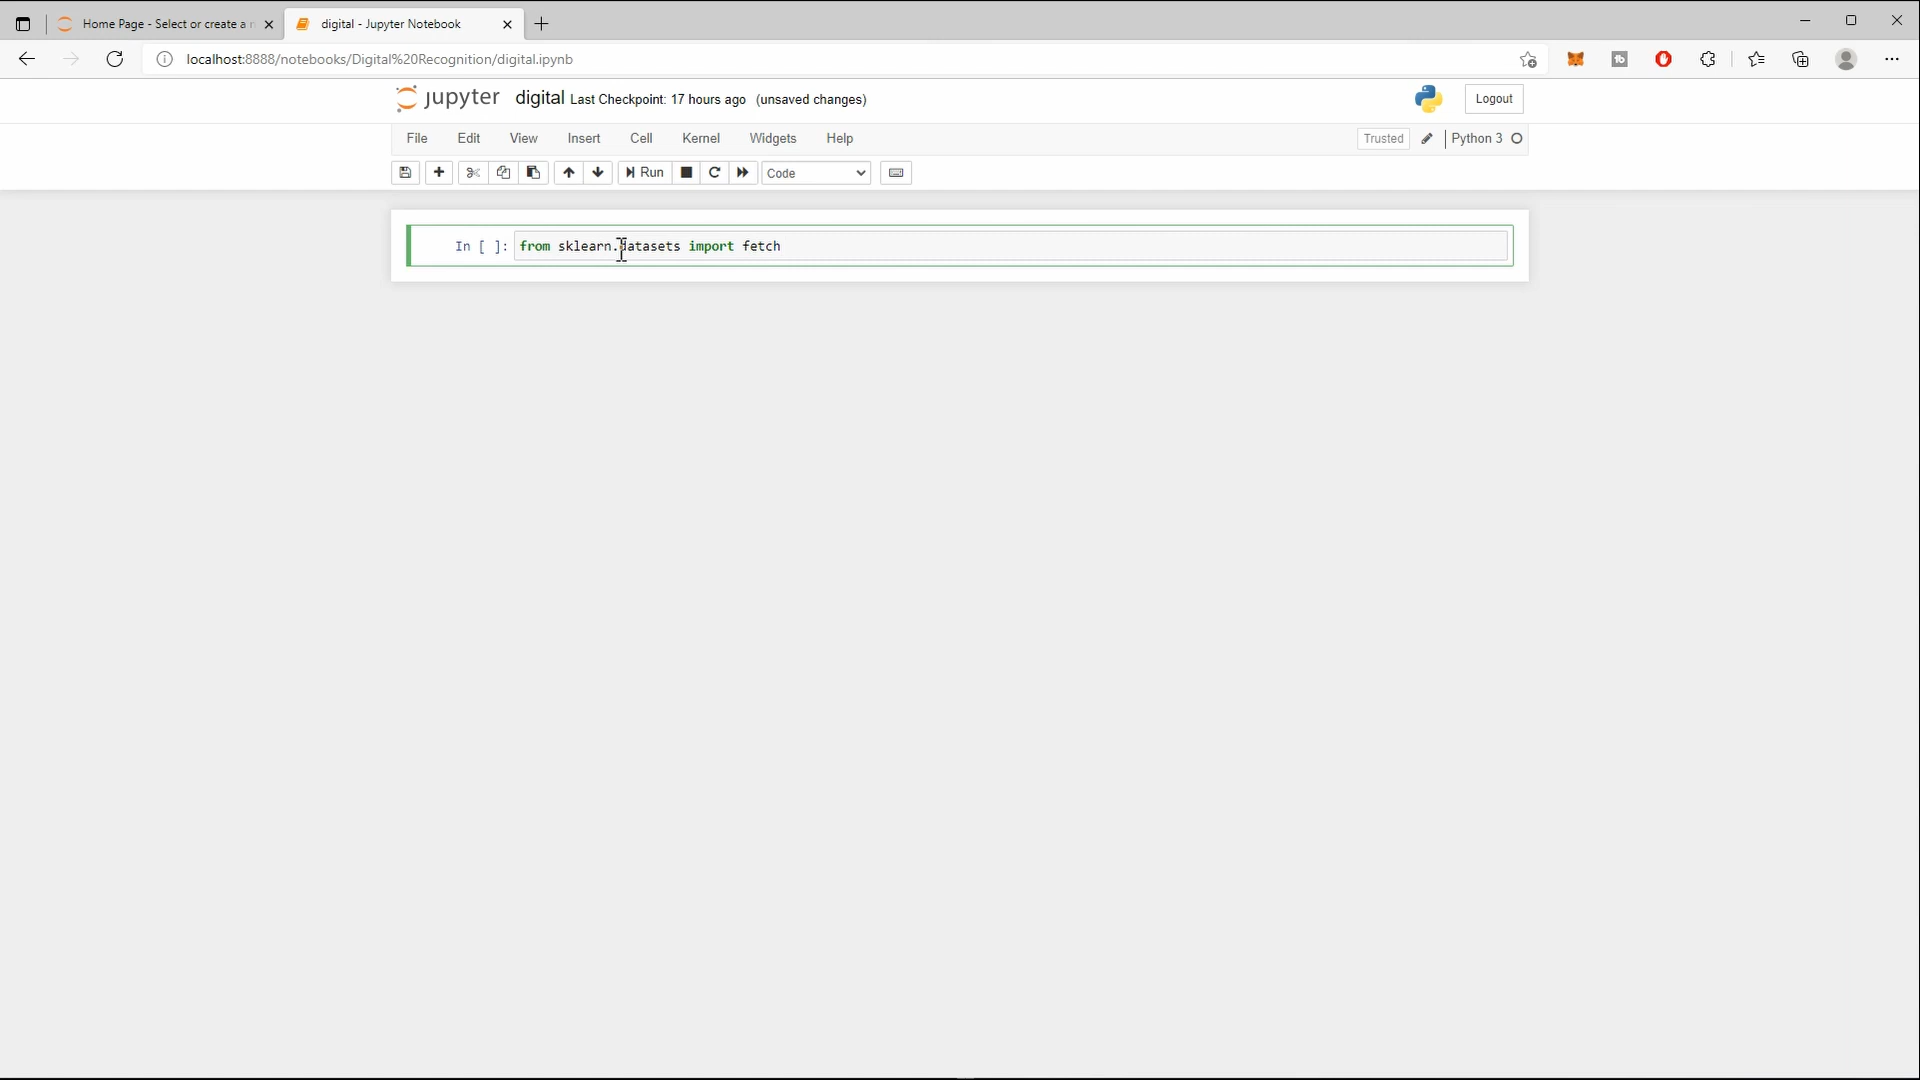 Home Page - Select or create a n
digital - Jupyter Notebook
localhost:8888/notebooks/Digital%20Recognition/digital.ipynb
jupyter digital Last Checkpoint: 17 hours ago (unsaved changes)
Logout
File Edit View Insert Cell Kernel Widgets Help
Trusted Python 3
Run Code
In [ ]: from sklearn.datasets import fetch